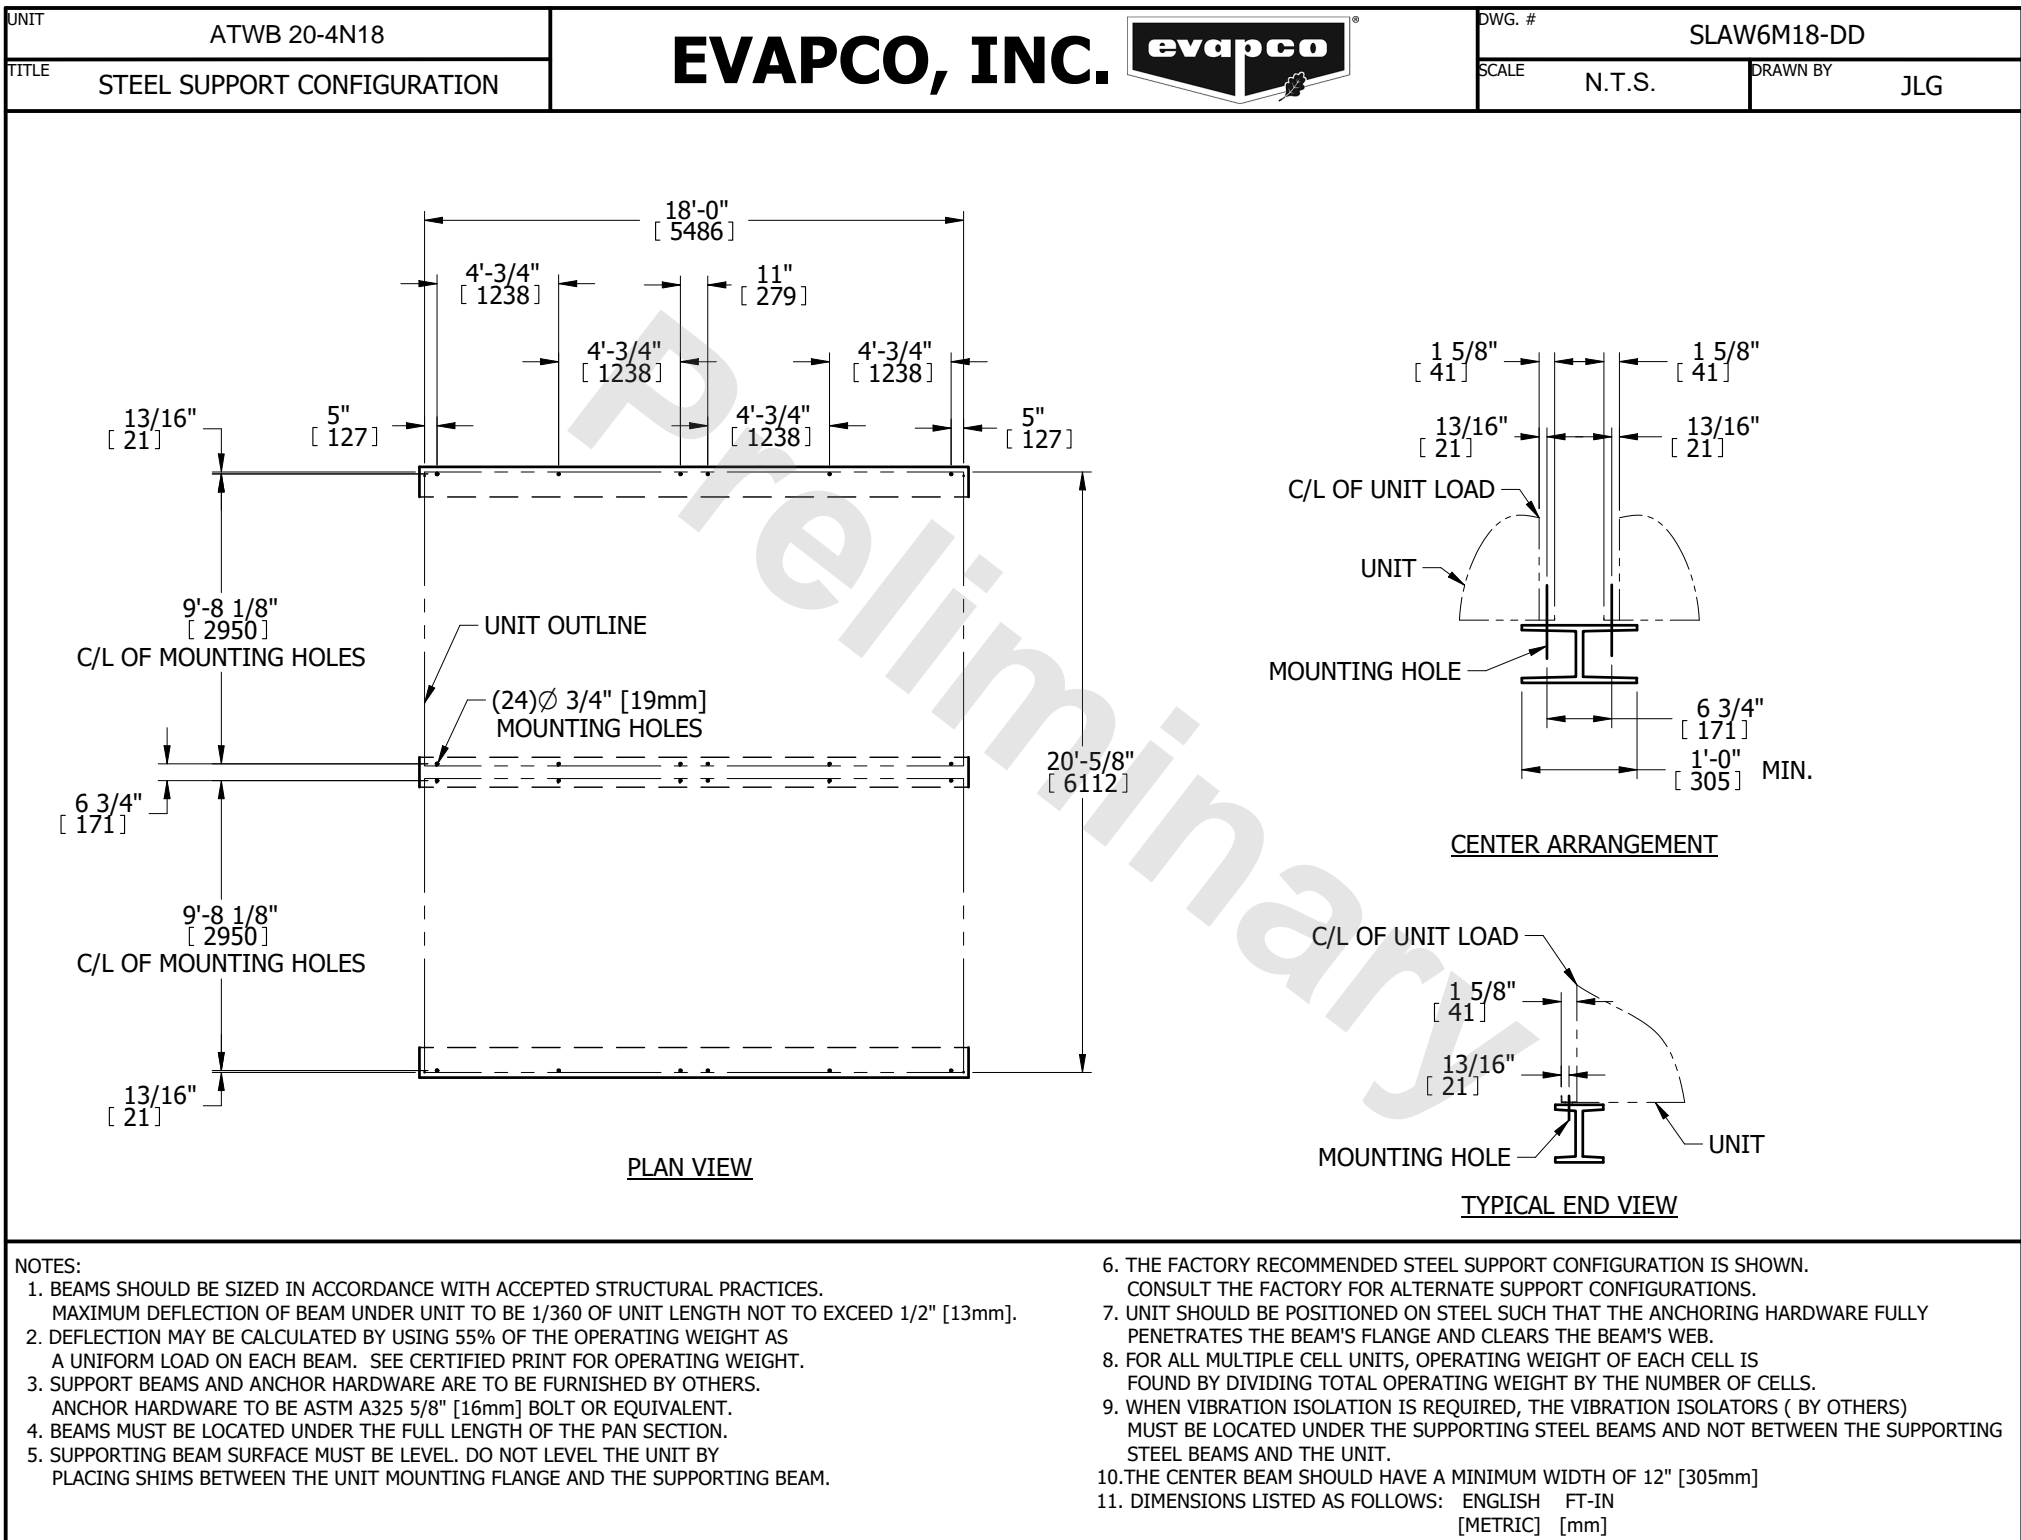 UNIT
ATWB 20-4N18
TITLE
STEEL SUPPORT CONFIGURATION
EVAPCO, INC.
evapco
®
DWG. #
SLAW6M18-DD
SCALE
N.T.S.
DRAWN BY
JLG
18'-0"
[ 5486 ]
4'-3/4"
[ 1238 ]
11"
[ 279 ]
4'-3/4"
[ 1238 ]
4'-3/4"
[ 1238 ]
13/16"
[ 21 ]
5"
[ 127 ]
4'-3/4"
[ 1238 ]
5"
[ 127 ]
9'-8 1/8"
[ 2950 ]
C/L OF MOUNTING HOLES
UNIT OUTLINE
(24)∅ 3/4" [19mm]
MOUNTING HOLES
6 3/4"
[ 171 ]
20'-5/8"
[ 6112 ]
9'-8 1/8"
[ 2950 ]
C/L OF MOUNTING HOLES
13/16"
[ 21 ]
PLAN VIEW
Preliminary
1 5/8"
[ 41 ]
1 5/8"
[ 41 ]
13/16"
[ 21 ]
13/16"
[ 21 ]
C/L OF UNIT LOAD
UNIT
MOUNTING HOLE
6 3/4"
[ 171 ]
1'-0"
[ 305 ]
MIN.
CENTER ARRANGEMENT
C/L OF UNIT LOAD
1 5/8"
[ 41 ]
13/16"
[ 21 ]
MOUNTING HOLE
UNIT
TYPICAL END VIEW
NOTES:
1. BEAMS SHOULD BE SIZED IN ACCORDANCE WITH ACCEPTED STRUCTURAL PRACTICES.
MAXIMUM DEFLECTION OF BEAM UNDER UNIT TO BE 1/360 OF UNIT LENGTH NOT TO EXCEED 1/2" [13mm].
2. DEFLECTION MAY BE CALCULATED BY USING 55% OF THE OPERATING WEIGHT AS
A UNIFORM LOAD ON EACH BEAM. SEE CERTIFIED PRINT FOR OPERATING WEIGHT.
3. SUPPORT BEAMS AND ANCHOR HARDWARE ARE TO BE FURNISHED BY OTHERS.
ANCHOR HARDWARE TO BE ASTM A325 5/8" [16mm] BOLT OR EQUIVALENT.
4. BEAMS MUST BE LOCATED UNDER THE FULL LENGTH OF THE PAN SECTION.
5. SUPPORTING BEAM SURFACE MUST BE LEVEL. DO NOT LEVEL THE UNIT BY
PLACING SHIMS BETWEEN THE UNIT MOUNTING FLANGE AND THE SUPPORTING BEAM.
6. THE FACTORY RECOMMENDED STEEL SUPPORT CONFIGURATION IS SHOWN.
CONSULT THE FACTORY FOR ALTERNATE SUPPORT CONFIGURATIONS.
7. UNIT SHOULD BE POSITIONED ON STEEL SUCH THAT THE ANCHORING HARDWARE FULLY
PENETRATES THE BEAM'S FLANGE AND CLEARS THE BEAM'S WEB.
8. FOR ALL MULTIPLE CELL UNITS, OPERATING WEIGHT OF EACH CELL IS
FOUND BY DIVIDING TOTAL OPERATING WEIGHT BY THE NUMBER OF CELLS.
9. WHEN VIBRATION ISOLATION IS REQUIRED, THE VIBRATION ISOLATORS ( BY OTHERS)
MUST BE LOCATED UNDER THE SUPPORTING STEEL BEAMS AND NOT BETWEEN THE SUPPORTING
STEEL BEAMS AND THE UNIT.
10.THE CENTER BEAM SHOULD HAVE A MINIMUM WIDTH OF 12" [305mm]
11. DIMENSIONS LISTED AS FOLLOWS: ENGLISH FT-IN
[METRIC] [mm]